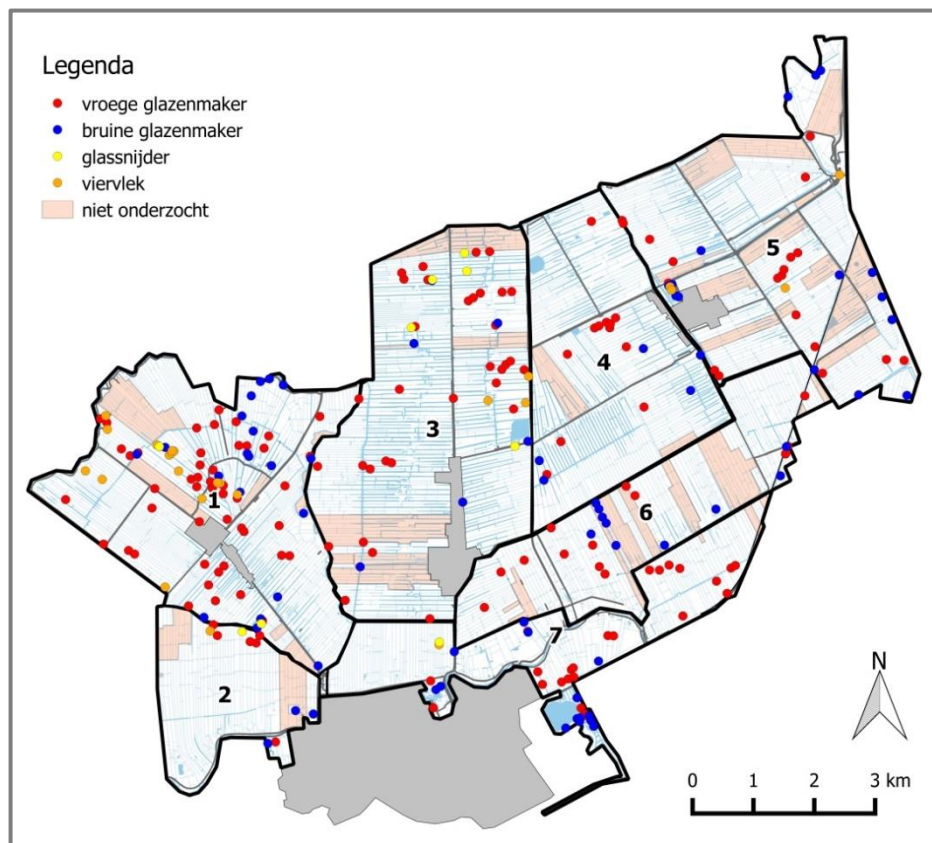 Legenda
vroege glazenmaker
bruine glazenmaker
glassnijder
viervlek
niet onderzocht
5
4
3
1
6
7
2
N
0 1 2 3 km